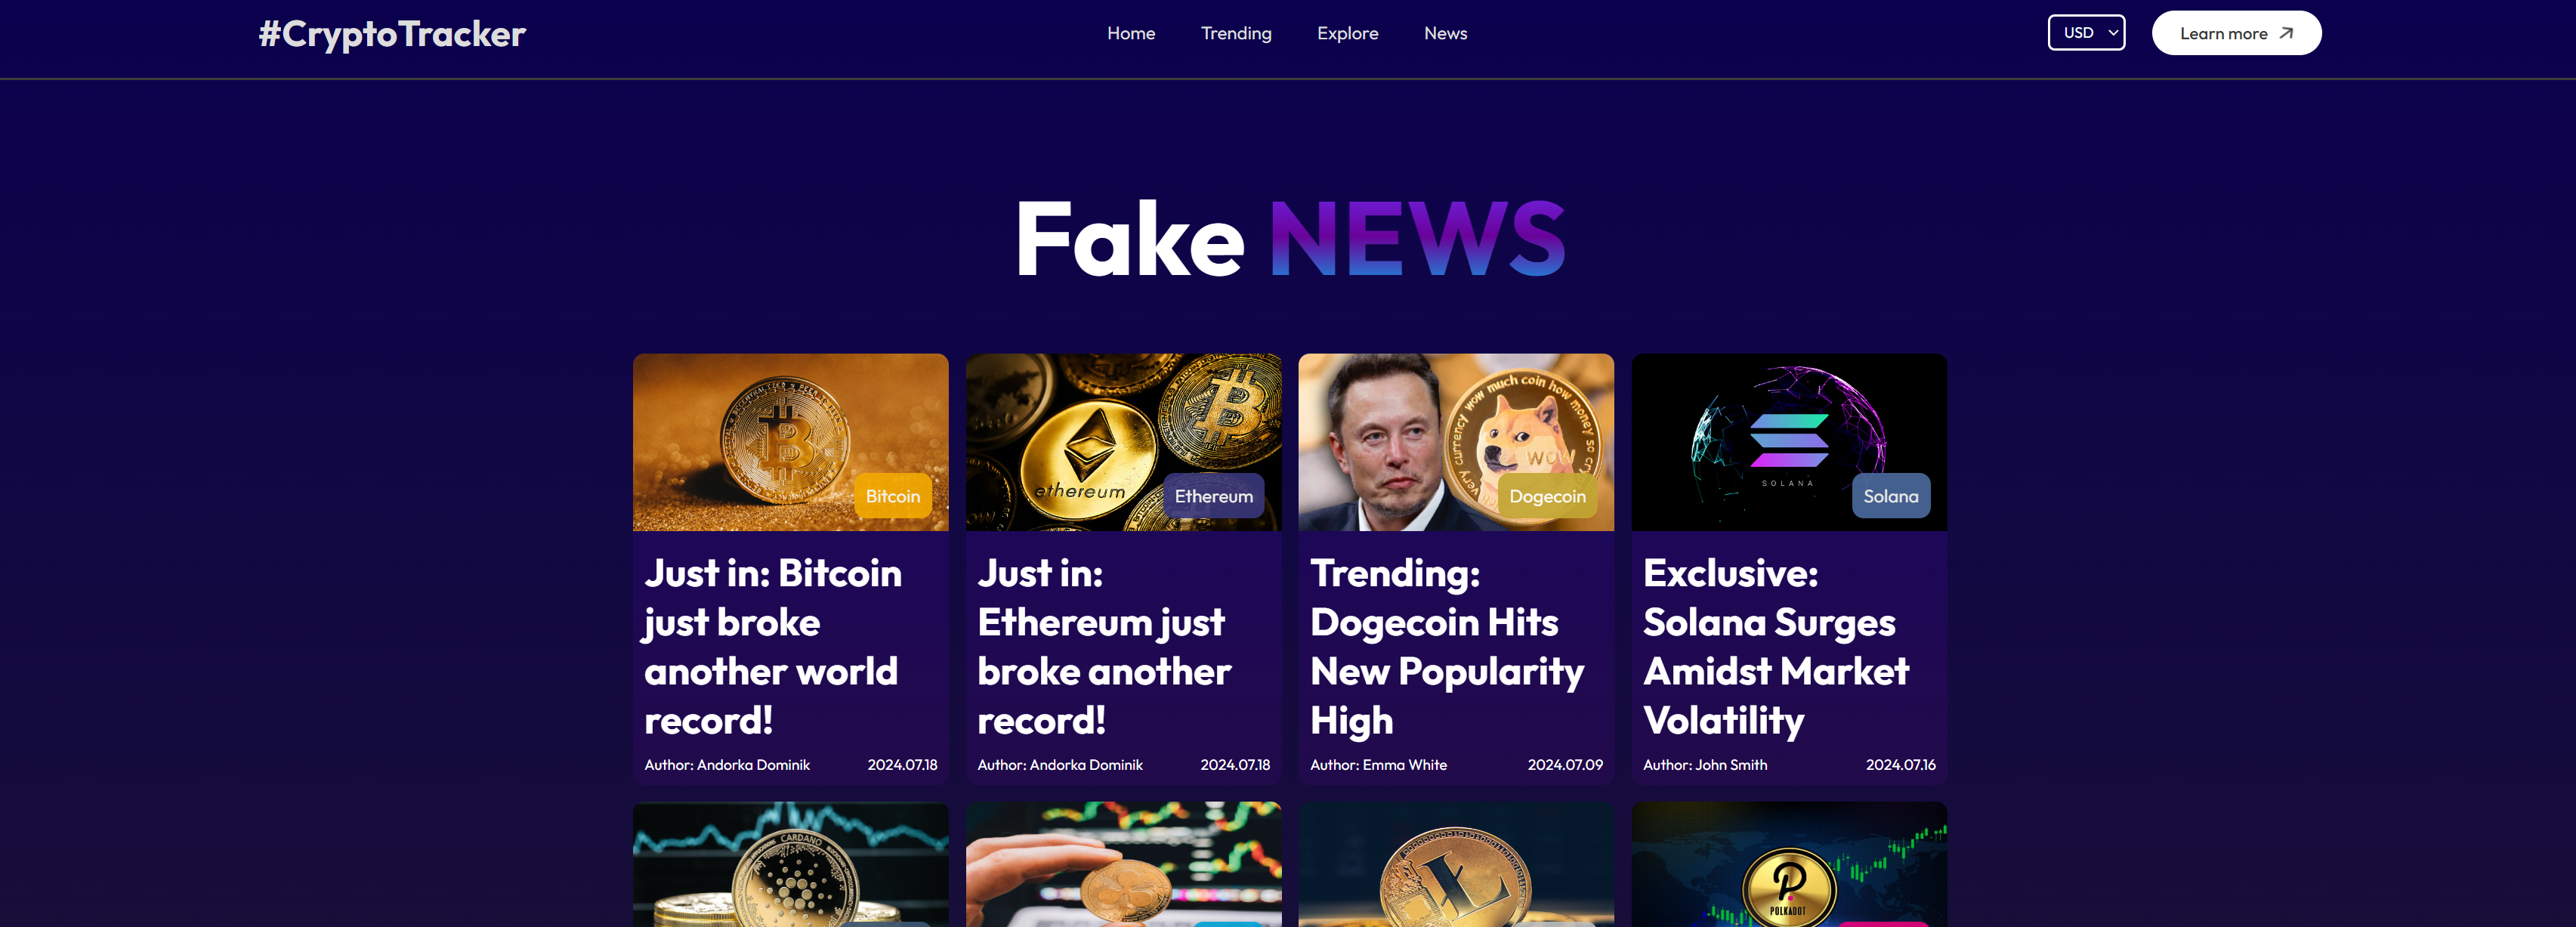 #CryptoTracker
Home
Trending
Explore
News
USD
Learn more
Fake NEWS
Bitcoin
ethereum
Ethereum
very currency wow much coin how money so cr
WOW
Dogecoin
SOLANA
Solana
Just in: Bitcoin
just broke
another world
record!
Author: Andorka Dominik
2024.07.18
Just in:
Ethereum just
broke another
record!
Author: Andorka Dominik
2024.07.18
Trending:
Dogecoin Hits
New Popularity
High
Author: Emma White
2024.07.09
Exclusive:
Solana Surges
Amidst Market
Volatility
Author: John Smith
2024.07.16
CARDANO
POLKADOT